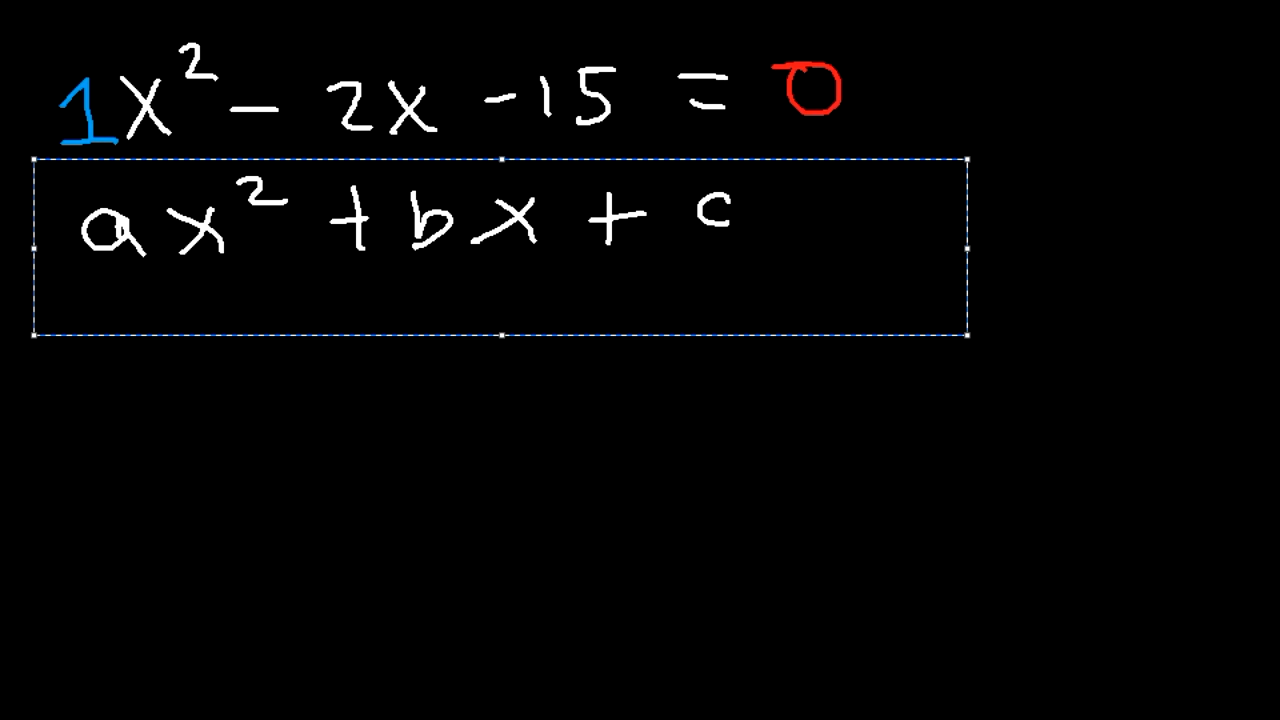 1x² - 2x - 15 = 0
ax² + bx + c